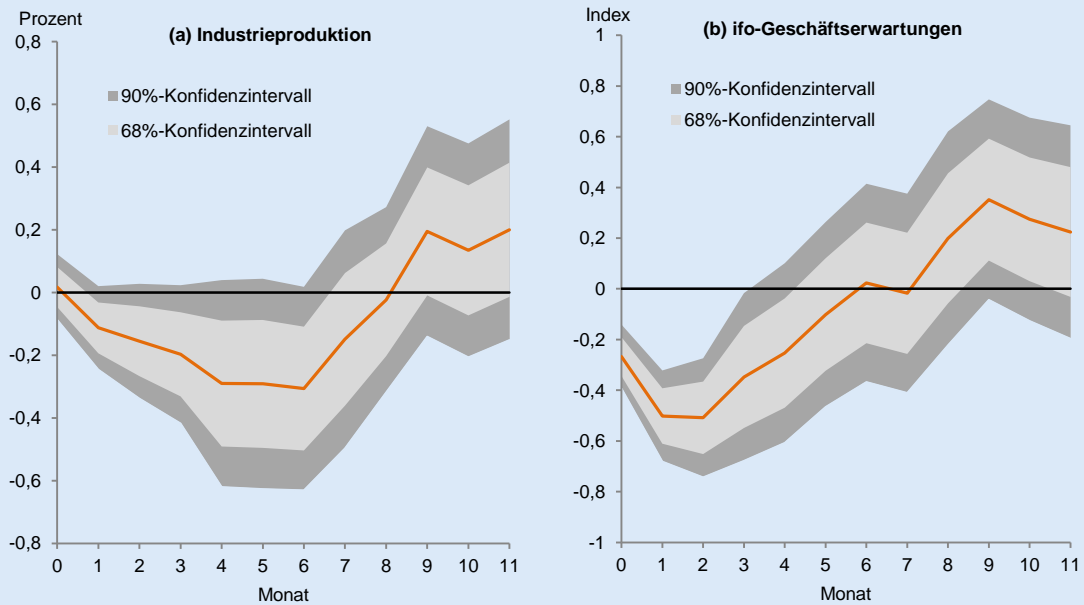 Prozent
(a) Industrieproduktion
0,8
0,6
0,4
0,2
0
-0,2
-0,4
-0,6
-0,8
90%-Konfidenzintervall
68%-Konfidenzintervall
0 1 2 3 4 5 6 7 8 9 10 11
Monat
Index
(b) ifo-Geschäftserwartungen
1
0,8
0,6
0,4
0,2
0
-0,2
-0,4
-0,6
-0,8
-1
90%-Konfidenzintervall
68%-Konfidenzintervall
0 1 2 3 4 5 6 7 8 9 10 11
Monat